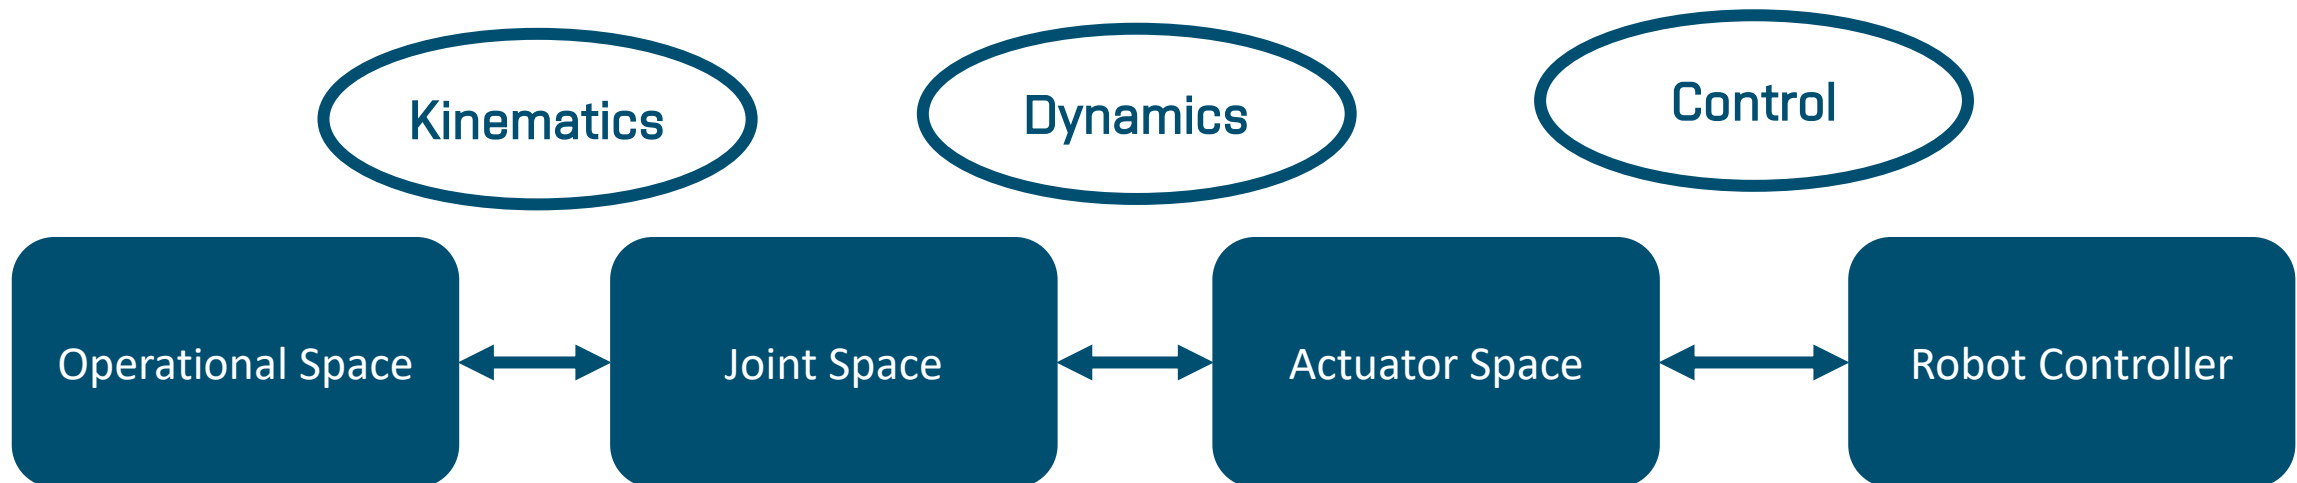 Kinematics
Dynamics
Control
Operational Space
Joint Space
Actuator Space
Robot Controller